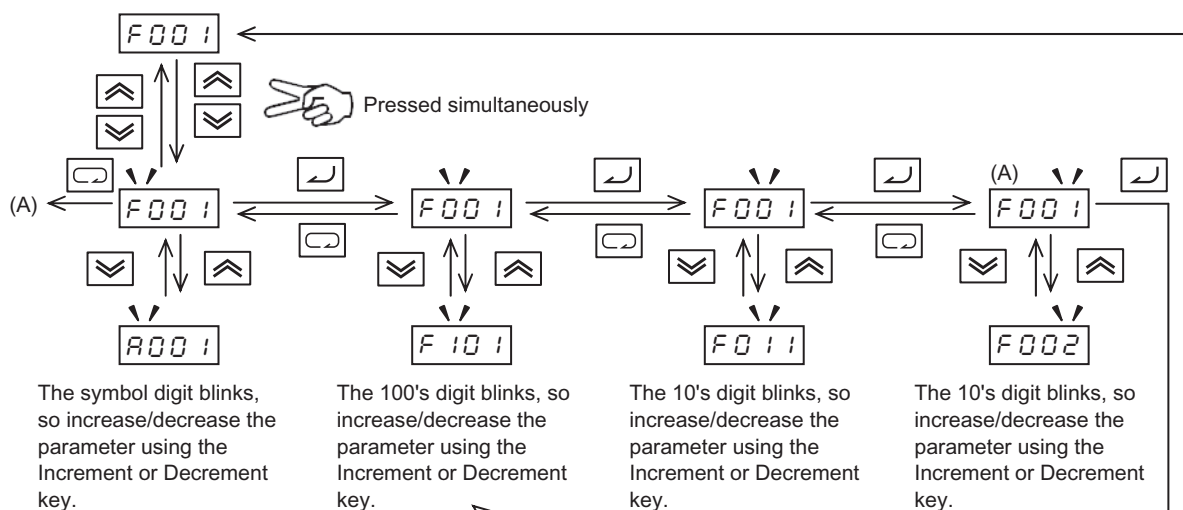 F001
Pressed simultaneously
(A)
F001
F001
F001
(A)
F001
A001
F101
F011
F002
The symbol digit blinks,
so increase/decrease the
parameter using the
Increment or Decrement
key.
The 100's digit blinks, so
increase/decrease the
parameter using the
Increment or Decrement
key.
The 10's digit blinks, so
increase/decrease the
parameter using the
Increment or Decrement
key.
The 10's digit blinks, so
increase/decrease the
parameter using the
Increment or Decrement
key.